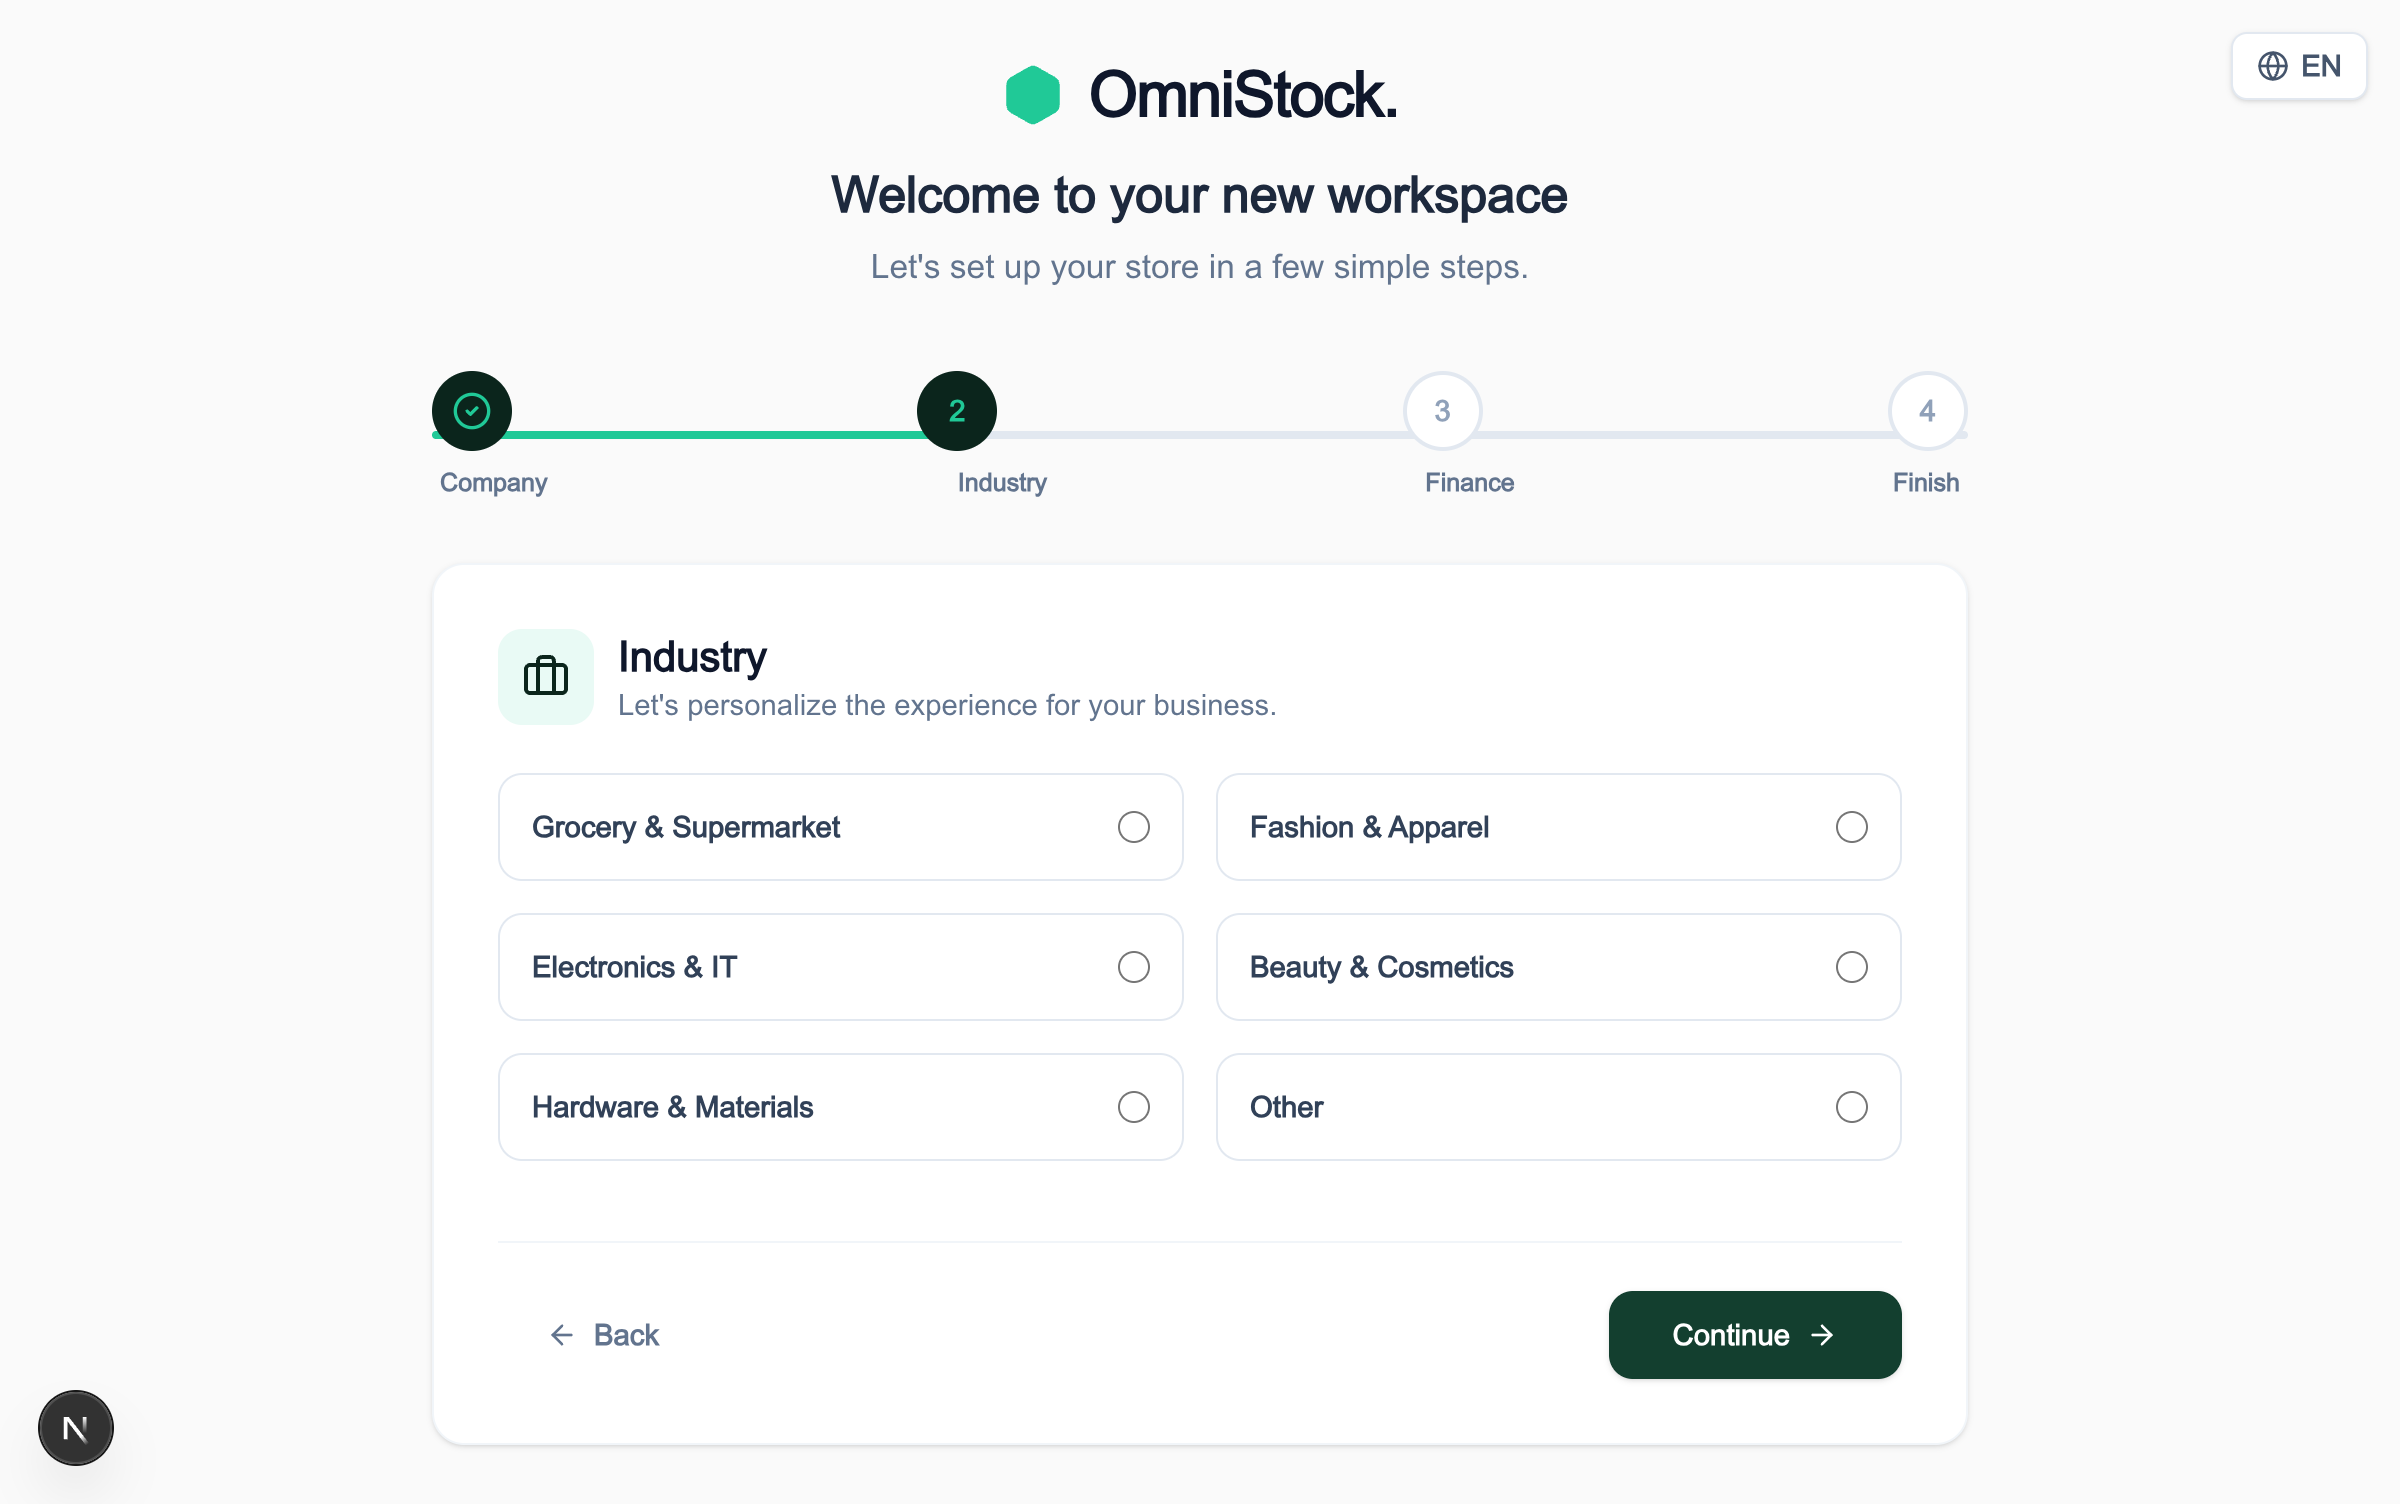 OmniStock.
EN
Welcome to your new workspace
Let's set up your store in a few simple steps.
2
3
4
Company
Industry
Finance
Finish
Industry
Let's personalize the experience for your business.
Grocery & Supermarket
Fashion & Apparel
Electronics & IT
Beauty & Cosmetics
Hardware & Materials
Other
Back
Continue
N